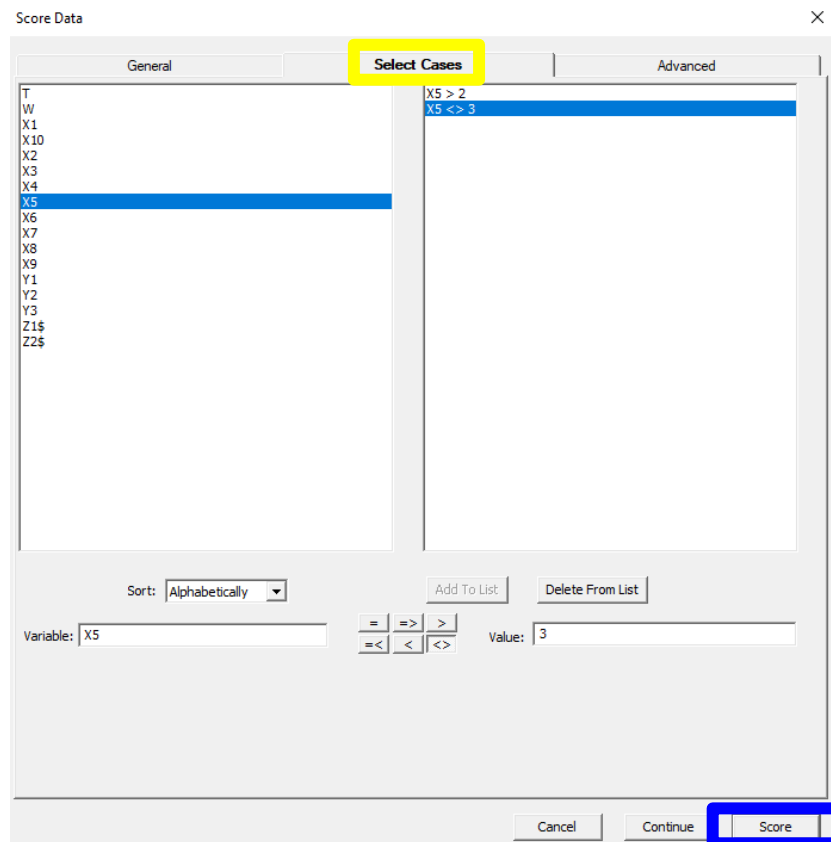 Score Data
General
Select Cases
Advanced
T
W
X1
X10
X2
X3
X4
X5
X6
X7
X8
X9
Y1
Y2
Y3
Z1$
Z2$
X5 > 2
X5 <> 3
Sort: Alphabetically
Add To List
Delete From List
Variable: X5
= => >
=< < <>
Value: 3
Cancel
Continue
Score